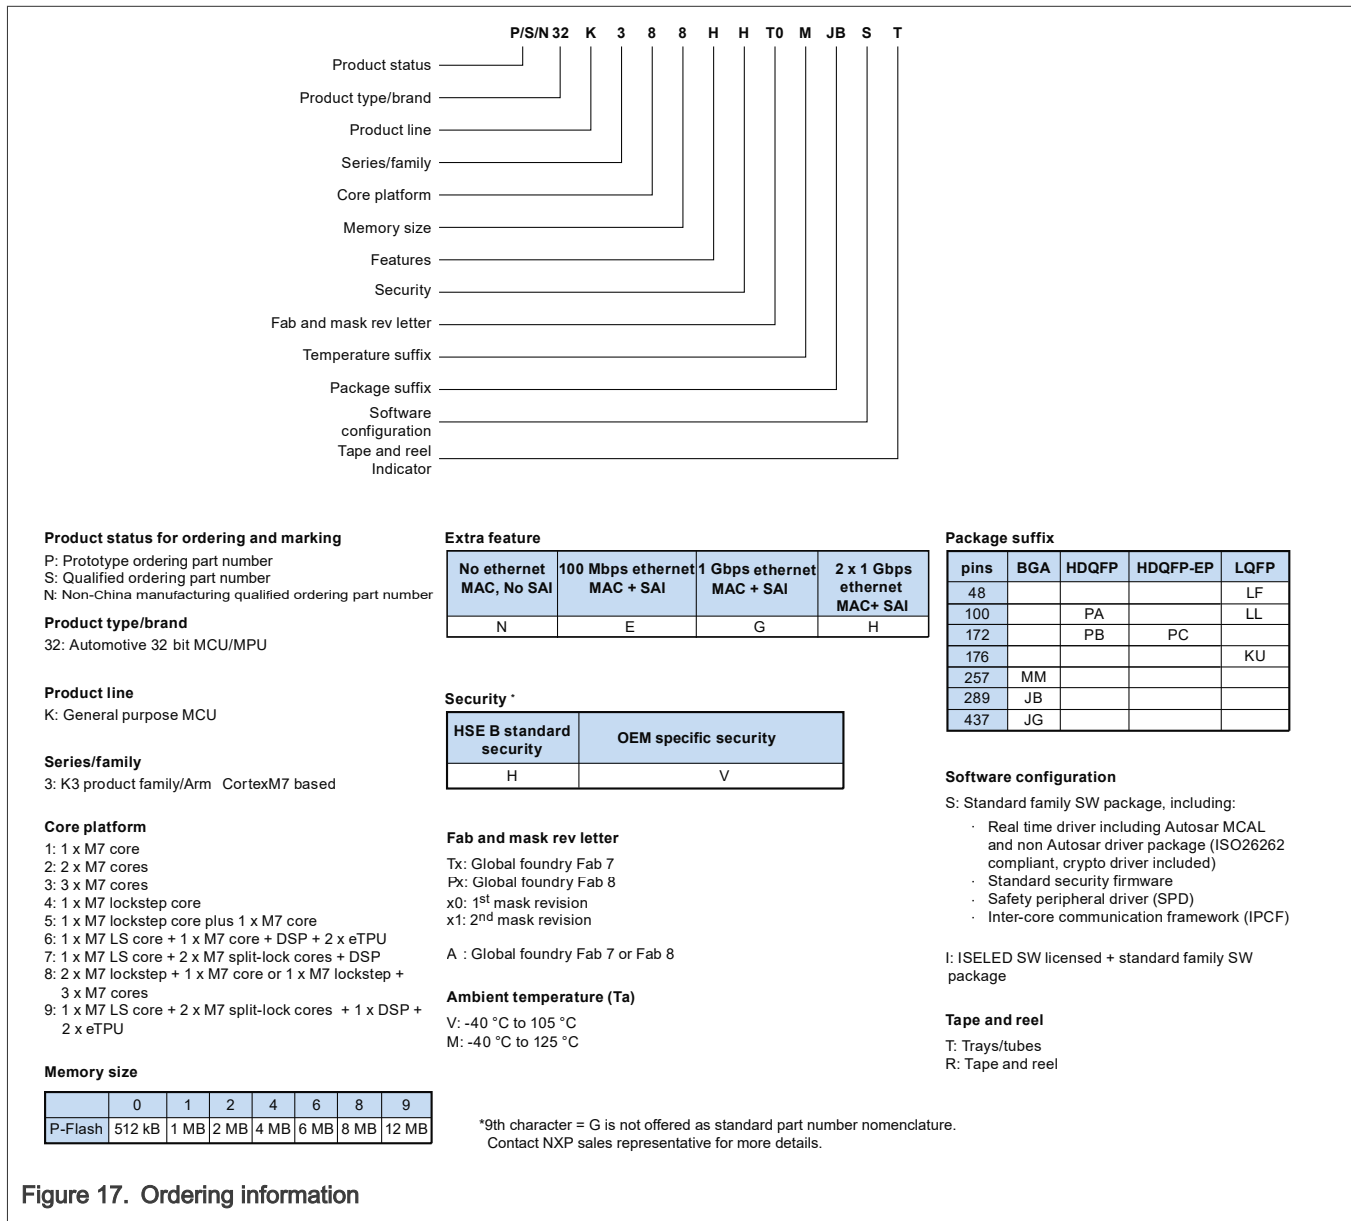 P/S/N 32 K 3 8 8 H H T0 M JB S T
Product status
Product type/brand
Product line
Series/family
Core platform
Memory size
Features
Security
Fab and mask rev letter
Temperature suffix
Package suffix
Software
configuration
Tape and reel
Indicator
Product status for ordering and marking
P: Prototype ordering part number
S: Qualified ordering part number
N: Non-China manufacturing qualified ordering part number
Product type/brand
32: Automotive 32 bit MCU/MPU
Product line
K: General purpose MCU
Series/family
3: K3 product family/Arm CortexM7 based
Core platform
1: 1 x M7 core
2: 2 x M7 cores
3: 3 x M7 cores
4: 1 x M7 lockstep core
5: 1 x M7 lockstep core plus 1 x M7 core
6: 1 x M7 LS core + 1 x M7 core + DSP + 2 x eTPU
7: 1 x M7 LS core + 2 x M7 split-lock cores + DSP
8: 2 x M7 lockstep + 1 x M7 core or 1 x M7 lockstep +
3 x M7 cores
9: 1 x M7 LS core + 2 x M7 split-lock cores + 1 x DSP +
2 x eTPU
Memory size
0 1 2 4 6 8 9
P-Flash 512 kB 1 MB 2 MB 4 MB 6 MB 8 MB 12 MB
Extra feature
No ethernet MAC, No SAI 100 Mbps ethernet MAC + SAI 1 Gbps ethernet MAC + SAI 2 x 1 Gbps ethernet MAC+ SAI
N E G H
Security *
HSE B standard security OEM specific security
H V
Fab and mask rev letter
Tx: Global foundry Fab 7
Px: Global foundry Fab 8
x0: 1st mask revision
x1: 2nd mask revision
A : Global foundry Fab 7 or Fab 8
Ambient temperature (Ta)
V: -40 °C to 105 °C
M: -40 °C to 125 °C
*9th character = G is not offered as standard part number nomenclature.
Contact NXP sales representative for more details.
Package suffix
pins BGA HDQFP HDQFP-EP LQFP
48 LF
100 PA LL
172 PB PC
176 KU
257 MM
289 JB
437 JG
Software configuration
S: Standard family SW package, including:
· Real time driver including Autosar MCAL
and non Autosar driver package (ISO26262
compliant, crypto driver included)
· Standard security firmware
· Safety peripheral driver (SPD)
· Inter-core communication framework (IPCF)
I: ISELED SW licensed + standard family SW
package
Tape and reel
T: Trays/tubes
R: Tape and reel
Figure 17. Ordering information